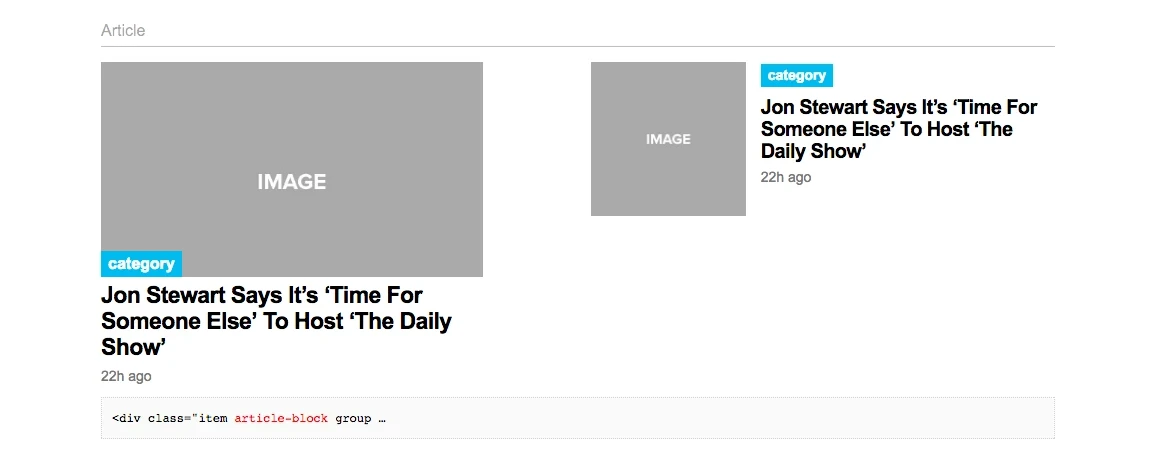 Article
IMAGE
category
Jon Stewart Says It’s ‘Time For
Someone Else’ To Host ‘The Daily
Show’
22h ago
IMAGE
category
Jon Stewart Says It’s ‘Time For
Someone Else’ To Host ‘The
Daily Show’
22h ago
<div class="item article-block group …